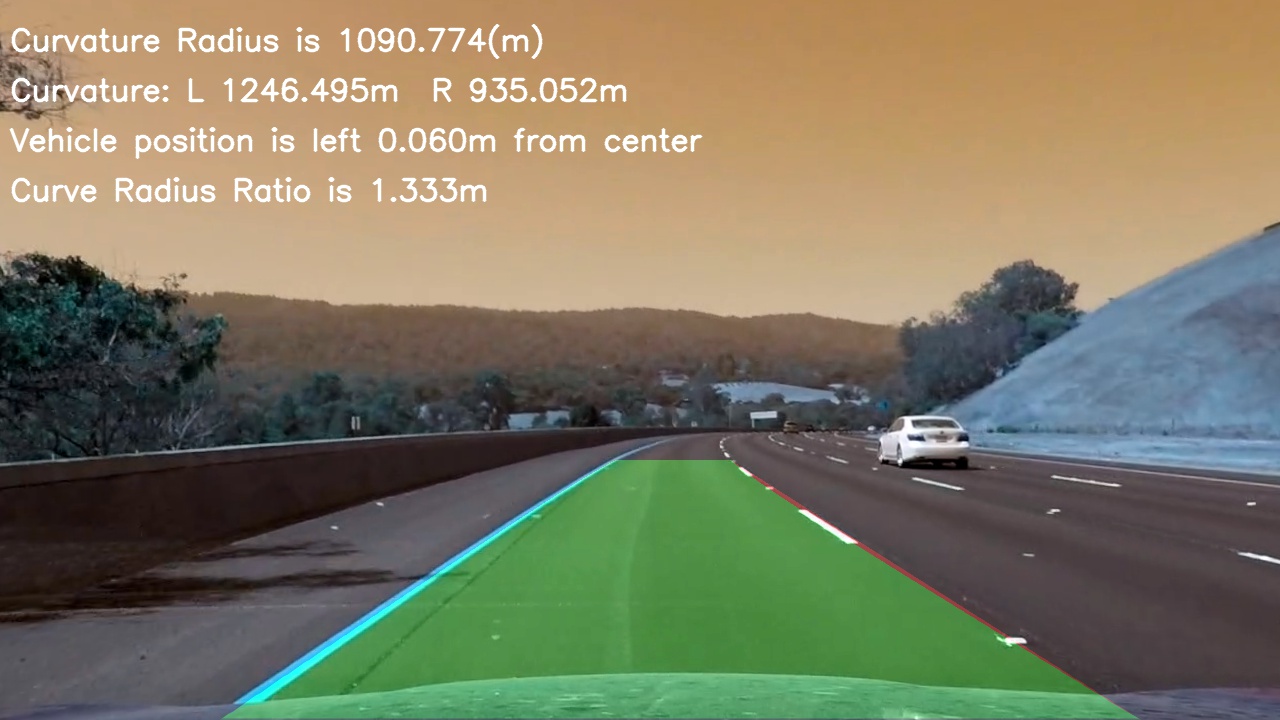 Curvature Radius is 1090.774(m)
Curvature: L 1246.495m R 935.052m
Vehicle position is left 0.060m from center
Curve Radius Ratio is 1.333m